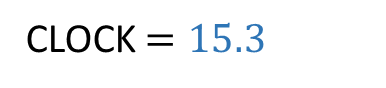 CLOCK = 15.3